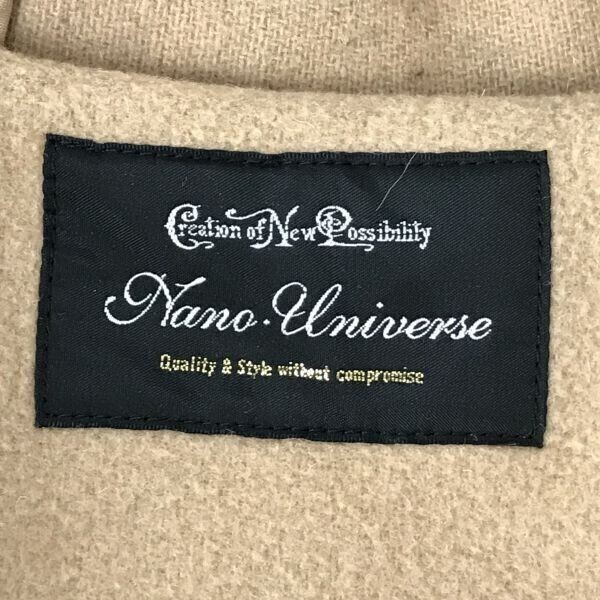 Creation of New Possibility
Nano·Universe
Quality & Style without compromise